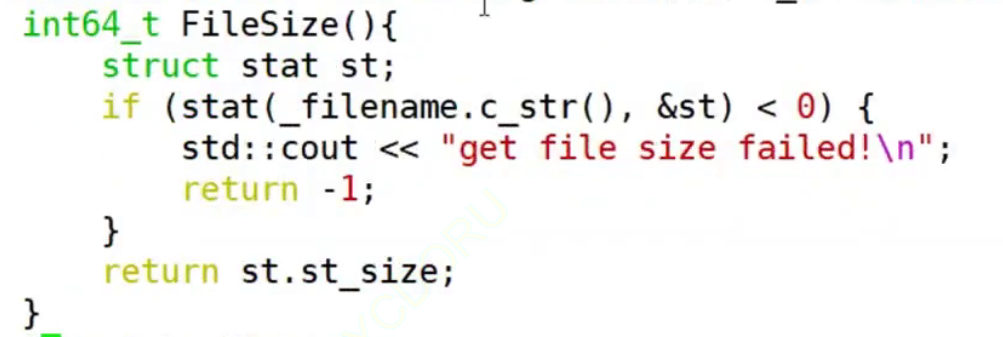 int64_t FileSize(){
    struct stat st;
    if (stat(_filename.c_str(), &st) < 0) {
        std::cout << "get file size failed!\n";
        return -1;
    }
    return st.st_size;
}